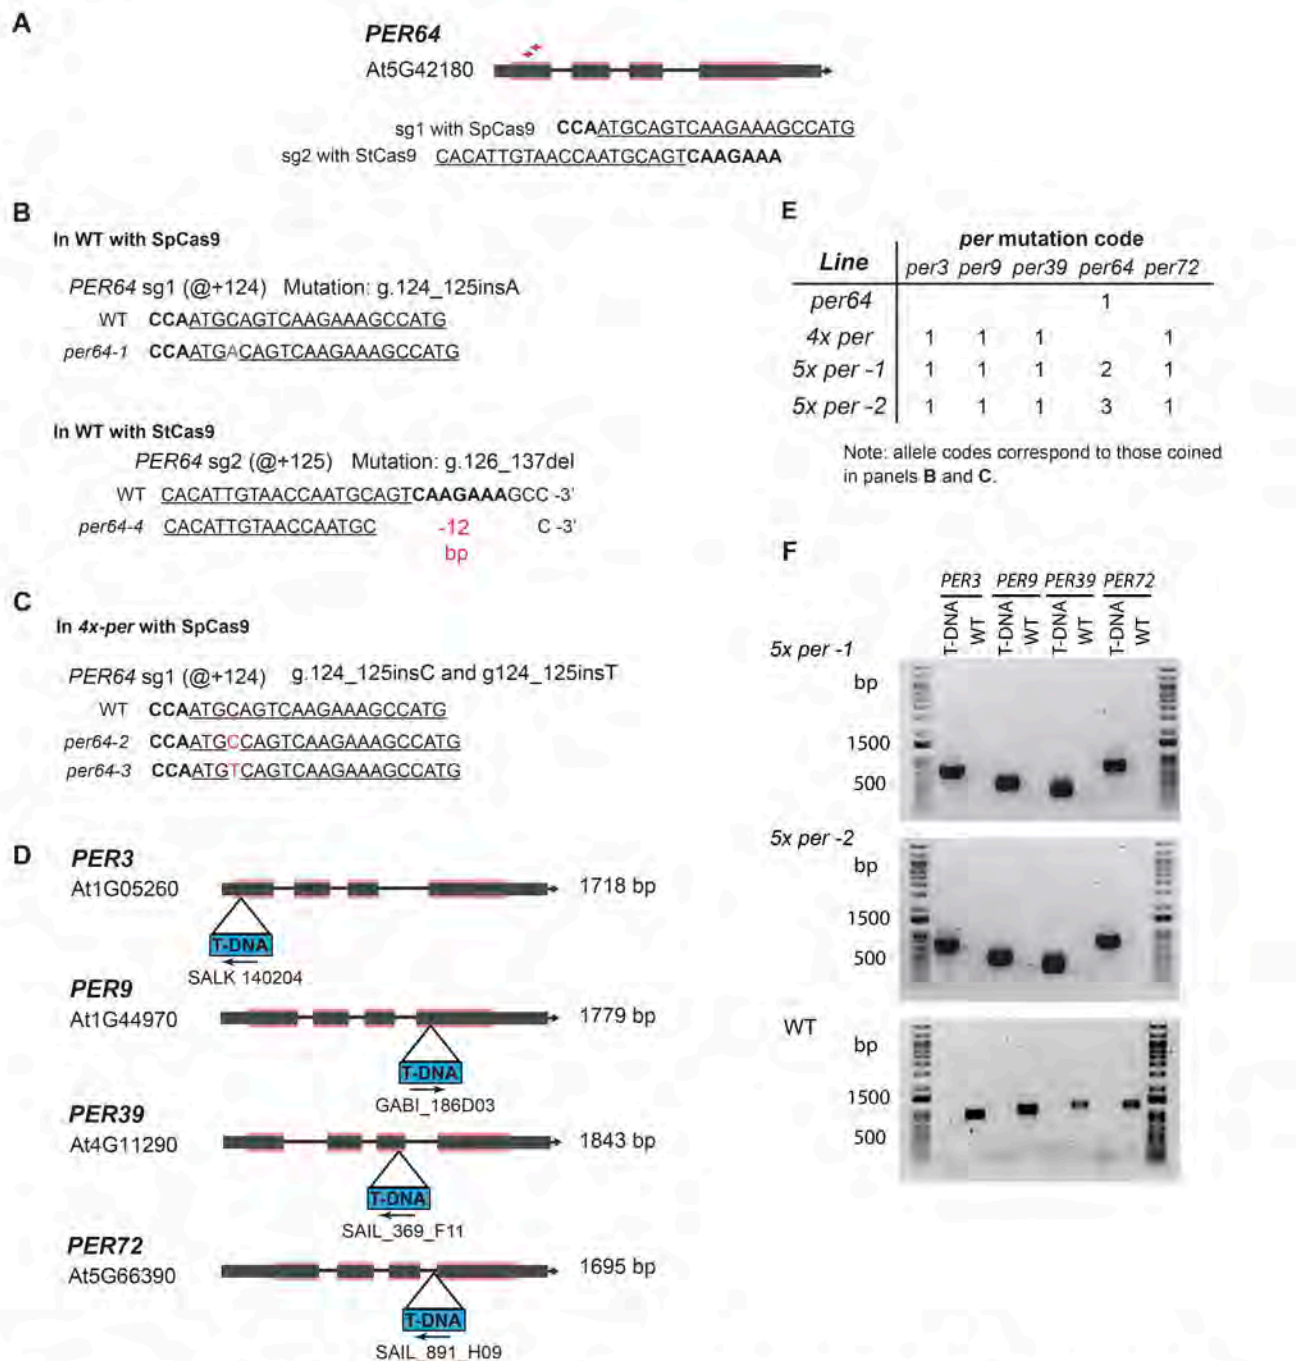 A
PER64
At5G42180
sg1 with SpCas9 CCAATGCAGTCAAGAAAGCCATG
sg2 with StCas9 CACATTGTAACCAATGCAGTCAAGAAA
B
In WT with SpCas9
PER64 sg1 (@+124) Mutation: g.124_125insA
WT CCAATGCAGTCAAGAAAGCCATG
per64-1 CCAATGACAGTCAAGAAAGCCATG
In WT with StCas9
PER64 sg2 (@+125) Mutation: g.126_137del
WT CACATTGTAACCAATGCAGTCAAGAAAGCC -3'
per64-4 CACATTGTAACCAATGC -12 C -3'
bp
C
In 4x-per with SpCas9
PER64 sg1 (@+124) g.124_125insC and g124_125insT
WT CCAATGCAGTCAAGAAAGCCATG
per64-2 CCAATGCCAGTCAAGAAAGCCATG
per64-3 CCAATGTCAGTCAAGAAAGCCATG
D
PER3
At1G05260
1718 bp
T-DNA
SALK 140204
PER9
At1G44970
1779 bp
T-DNA
GABI_186D03
PER39
At4G11290
1843 bp
T-DNA
SAIL_369_F11
PER72
At5G66390
1695 bp
T-DNA
SAIL_891_H09
E
per mutation code
Line per3 per9 per39 per64 per72
per64 1
4x per 1 1 1 1
5x per -1 1 1 1 2 1
5x per -2 1 1 1 3 1
Note: allele codes correspond to those coined
in panels B and C.
F
PER3 PER9 PER39 PER72
T-DNA WT T-DNA WT T-DNA WT T-DNA WT
5x per -1
bp
1500
500
5x per -2
bp
1500
500
WT
bp
1500
500